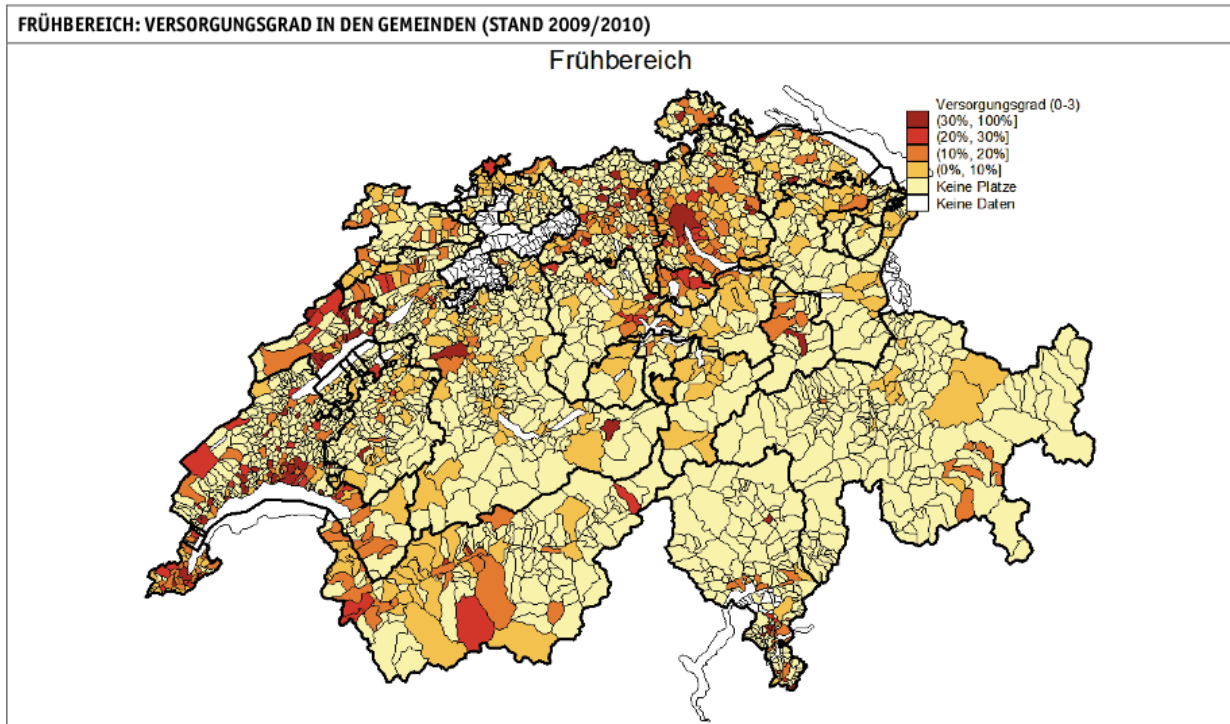 FRÜHBEREICH: VERSORGUNGSGRAD IN DEN GEMEINDEN (STAND 2009/2010)
Frühbereich
Versorgungsgrad (0-3)
(30%, 100%]
(20%, 30%]
(10%, 20%]
(0%, 10%]
Keine Plätze
Keine Daten